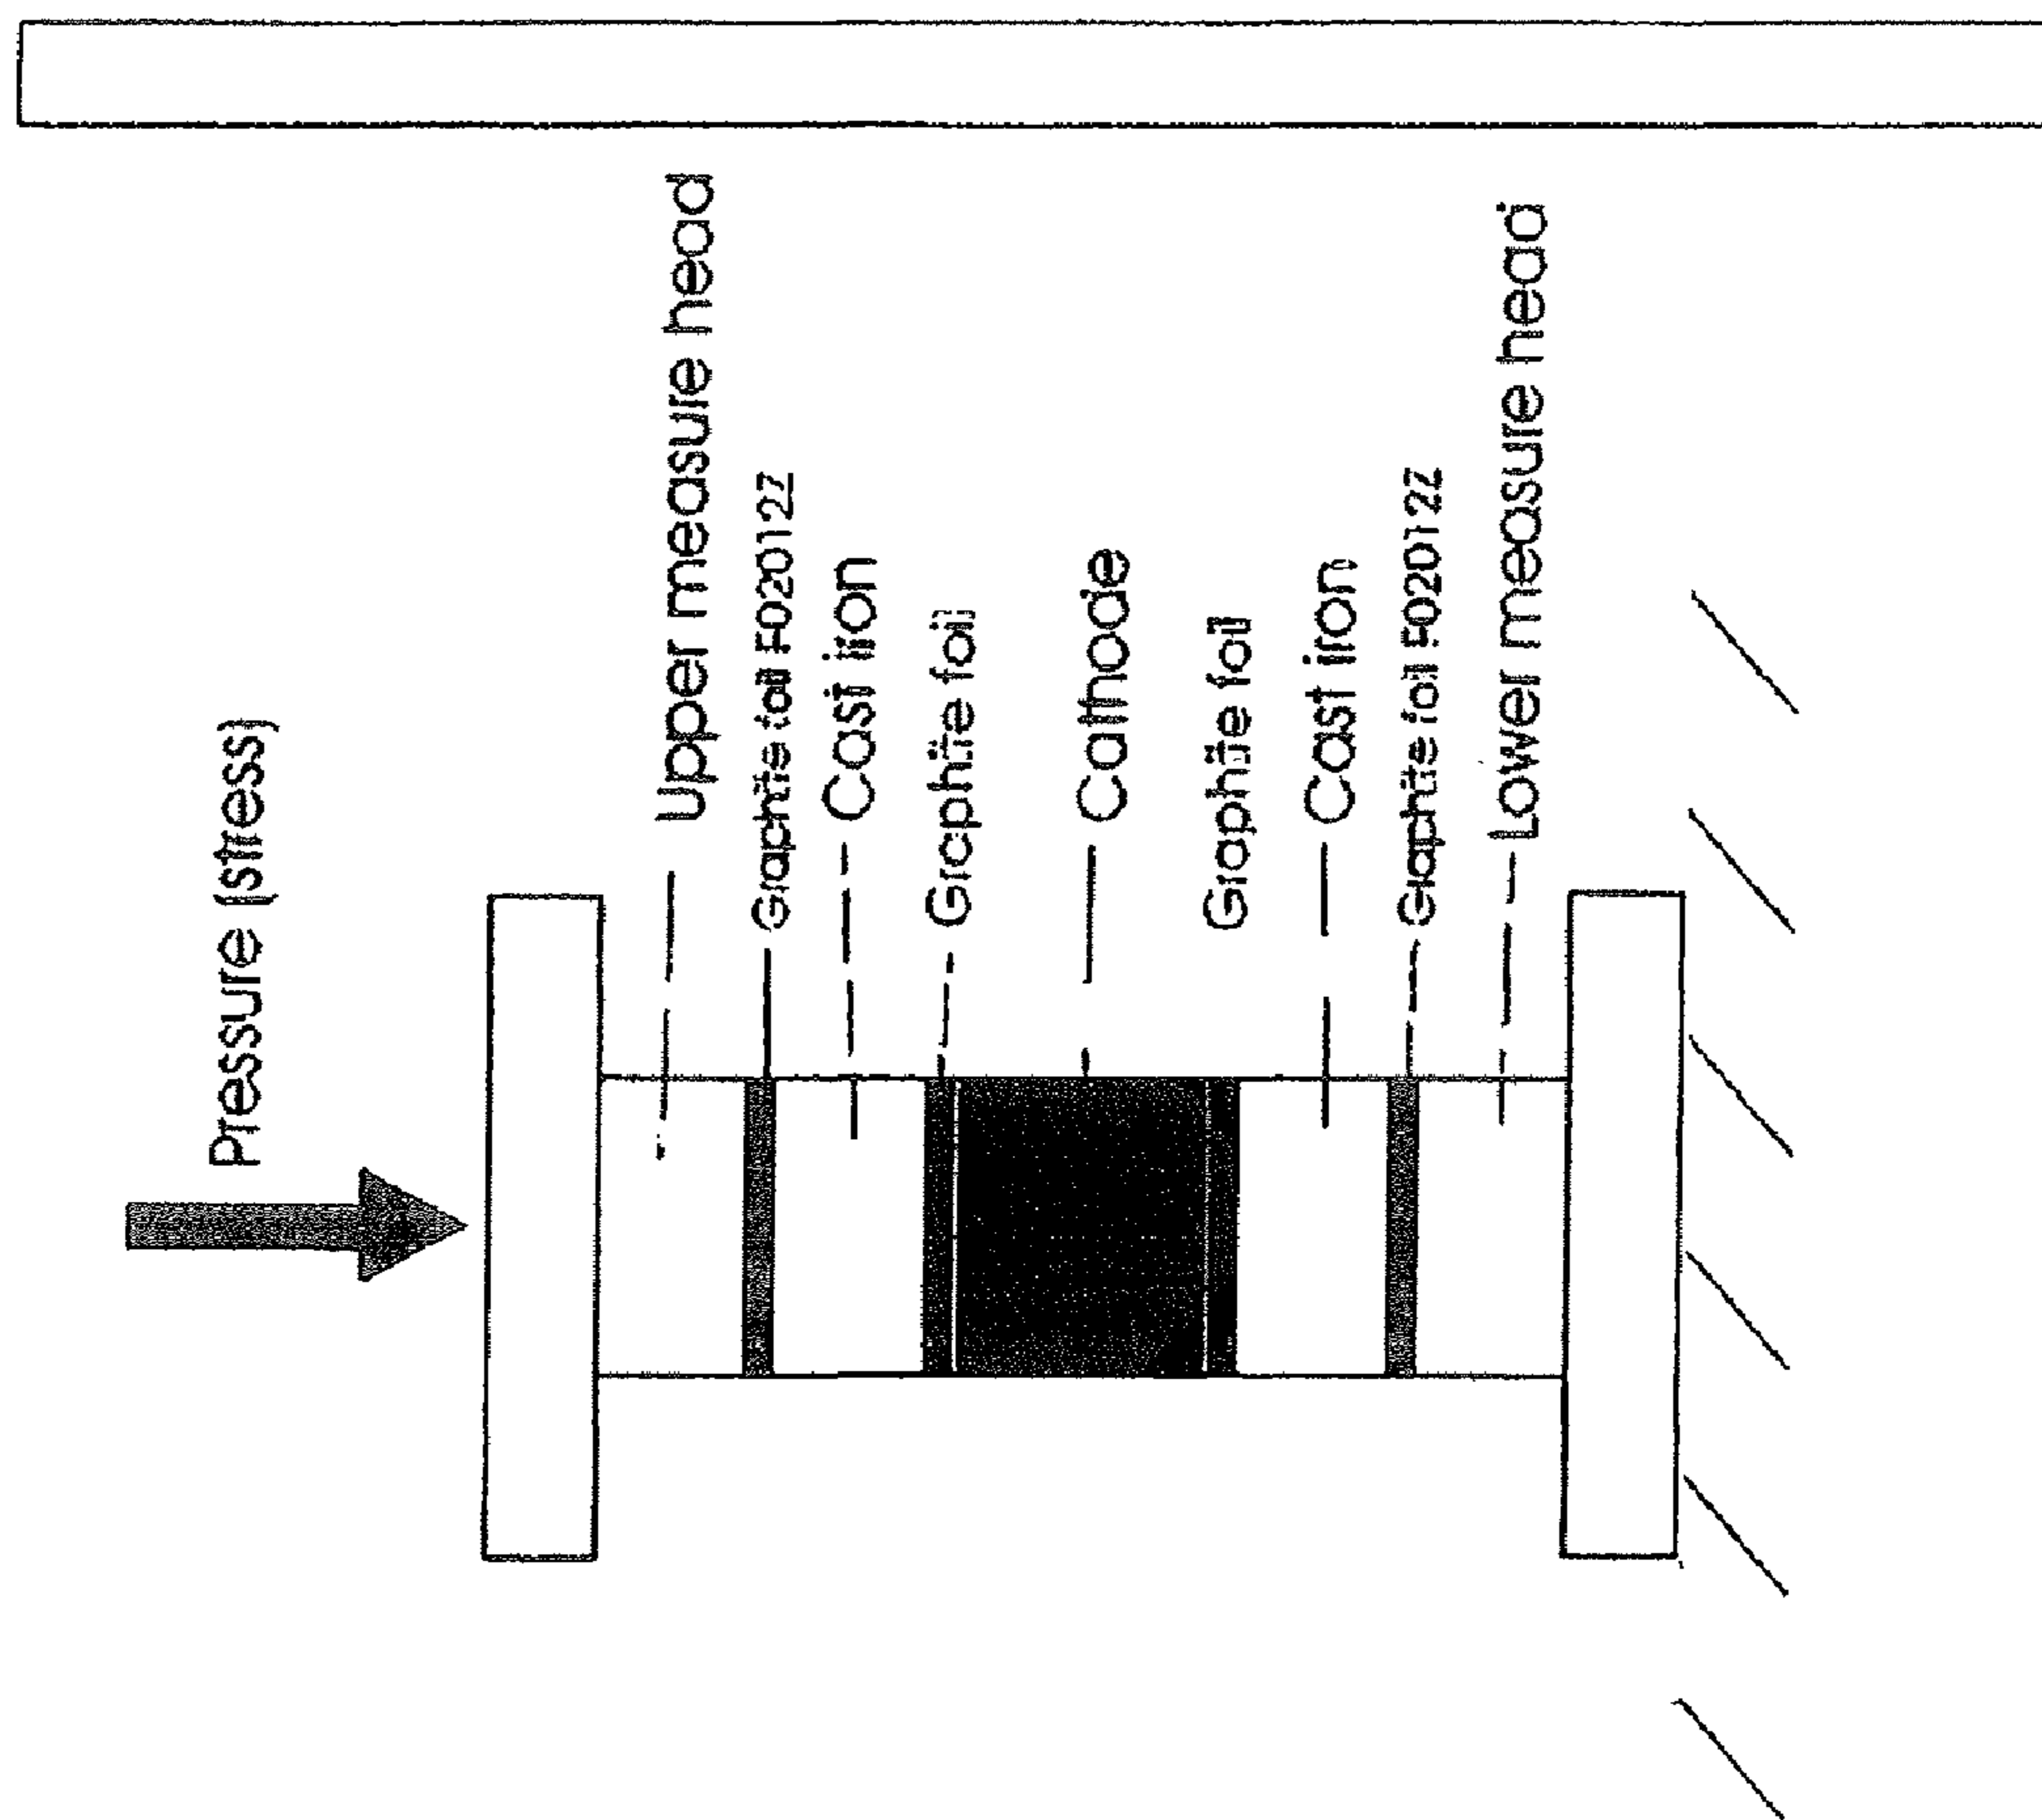 Pressure (stress)
Upper measure head
Graphite foil F02012Z
Cast iron
Graphite foil
Cathode
Graphite foil
Cast iron
Graphite foil F02012Z
Lower measure head